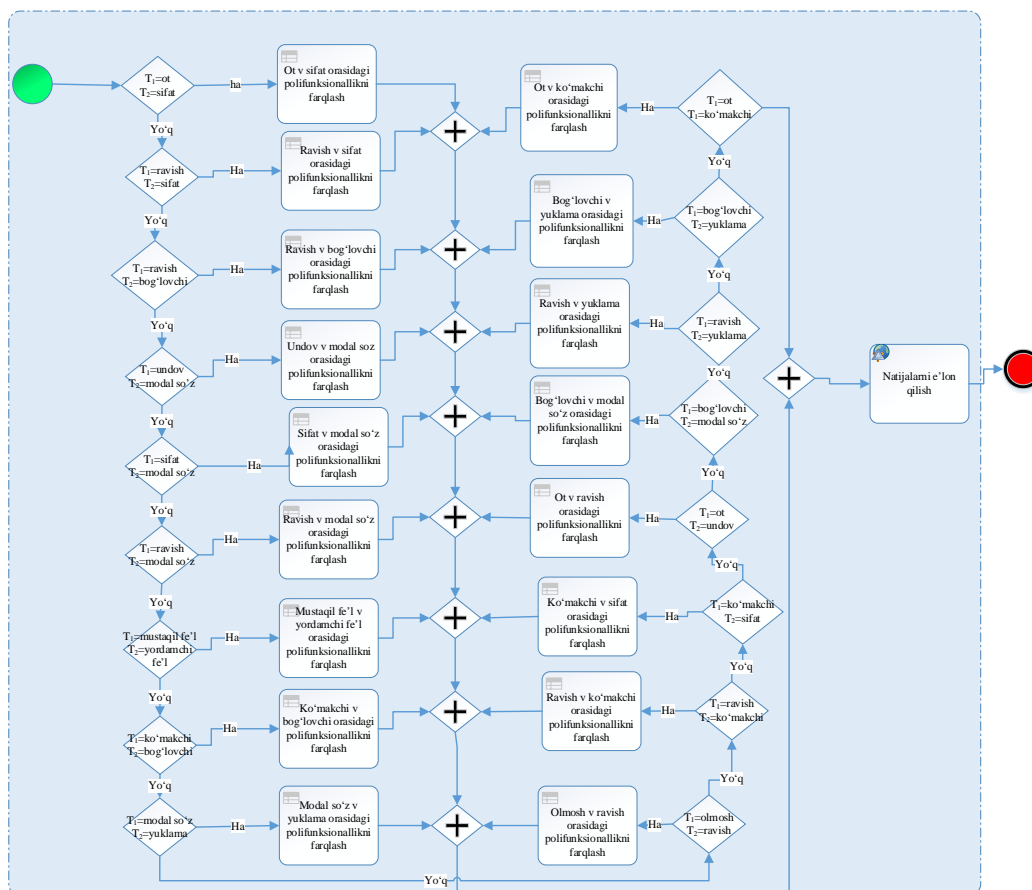 T₁=ot
T₂=sifat
ha
Ot v sifat orasidagi
polifunksionallikni
farqlash
Yo‘q
T₁=ravish
T₂=sifat
Ha
Ravish v sifat
orasidagi
polifunksionallikni
farqlash
Yo‘q
T₁=ravish
T₂=bog‘lovchi
Ha
Ravish v bog‘lovchi
orasidagi
polifunksionallikni
farqlash
Yo‘q
T₁=undov
T₂=modal so‘z
Ha
Undov v modal soz
orasidagi
polifunksionallikni
farqlash
Yo‘q
T₁=sifat
T₂=modal so‘z
Ha
Sifat v modal so‘z
orasidagi
polifunksionallikni
farqlash
Yo‘q
T₁=ravish
T₂=modal so‘z
Ha
Ravish v modal so‘z
orasidagi
polifunksionallikni
farqlash
Yo‘q
T₁=mustaqil fe’l
T₂=yordamchi
fe’l
Ha
Mustaqil fe’l v
yordamchi fe’l
orasidagi
polifunksionallikni
farqlash
Yo‘q
T₁=ko‘makchi
T₂=bog‘lovchi
Ha
Ko‘makchi v
bog‘lovchi orasidagi
polifunksionallikni
farqlash
Yo‘q
T₁=modal so‘z
T₂=yuklama
Ha
Modal so‘z v
yuklama orasidagi
polifunksionallikni
farqlash
Yo‘q
T₁=olmosh
T₂=ravish
Ha
Olmosh v ravish
orasidagi
polifunksionallikni
farqlash
Yo‘q
T₁=ravish
T₂=ko‘makchi
Ha
Ravish v ko‘makchi
orasidagi
polifunksionallikni
farqlash
Yo‘q
T₁=ko‘makchi
T₂=sifat
Ha
Ko‘makchi v sifat
orasidagi
polifunksionallikni
farqlash
Yo‘q
T₁=ot
T₂=undov
Ha
Ot v ravish
orasidagi
polifunksionallikni
farqlash
Yo‘q
T₁=bog‘lovchi
T₂=modal so‘z
Ha
Bog‘lovchi v modal
so‘z orasidagi
polifunksionallikni
farqlash
Yo‘q
T₁=ravish
T₂=yuklama
Ha
Ravish v yuklama
orasidagi
polifunksionallikni
farqlash
Yo‘q
T₁=bog‘lovchi
T₂=yuklama
Ha
Bog‘lovchi v
yuklama orasidagi
polifunksionallikni
farqlash
Yo‘q
T₁=ot
T₁=ko‘makchi
Ha
Ot v ko‘makchi
orasidagi
polifunksionallikni
farqlash
Natijalarni e’lon
qilish